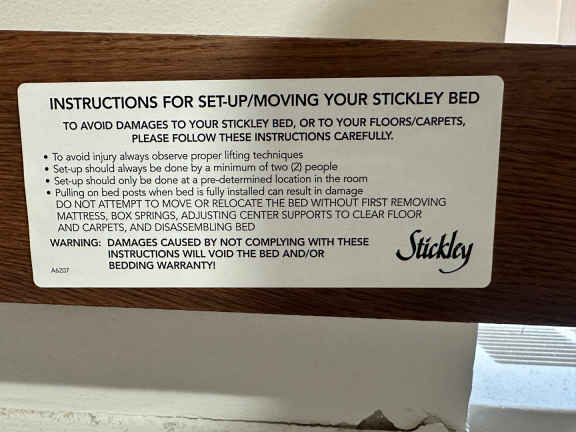 INSTRUCTIONS FOR SET-UP/MOVING YOUR STICKLEY BED
TO AVOID DAMAGES TO YOUR STICKLEY BED, OR TO YOUR FLOORS/CARPETS,
PLEASE FOLLOW THESE INSTRUCTIONS CAREFULLY.
• To avoid injury always observe proper lifting techniques
• Set-up should always be done by a minimum of two (2) people
• Set-up should only be done at a pre-determined location in the room
• Pulling on bed posts when bed is fully installed can result in damage
DO NOT ATTEMPT TO MOVE OR RELOCATE THE BED WITHOUT FIRST REMOVING
MATTRESS, BOX SPRINGS, ADJUSTING CENTER SUPPORTS TO CLEAR FLOOR
AND CARPETS, AND DISASSEMBLING BED
WARNING: DAMAGES CAUSED BY NOT COMPLYING WITH THESE
INSTRUCTIONS WILL VOID THE BED AND/OR
BEDDING WARRANTY!
Stickley
A6207